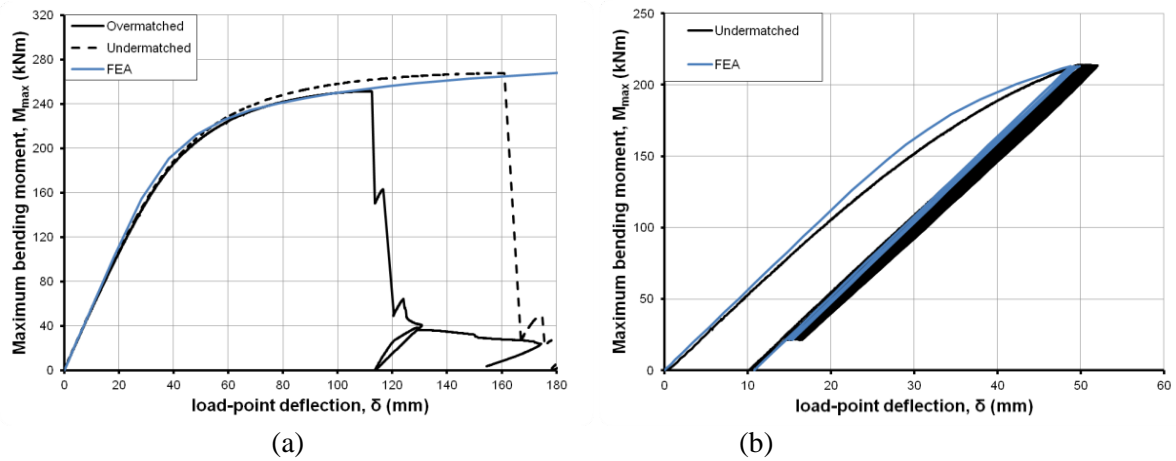 Maximum bending moment, Mmax (kNm)
320
280
240
200
160
120
80
40
0
Overmatched
Undermatched
FEA
0 20 40 60 80 100 120 140 160 180
load-point deflection, δ (mm)
(a)
Maximum bending moment, Mmax (kNm)
250
200
150
100
50
0
Undermatched
FEA
0 10 20 30 40 50 60
load-point deflection, δ (mm)
(b)